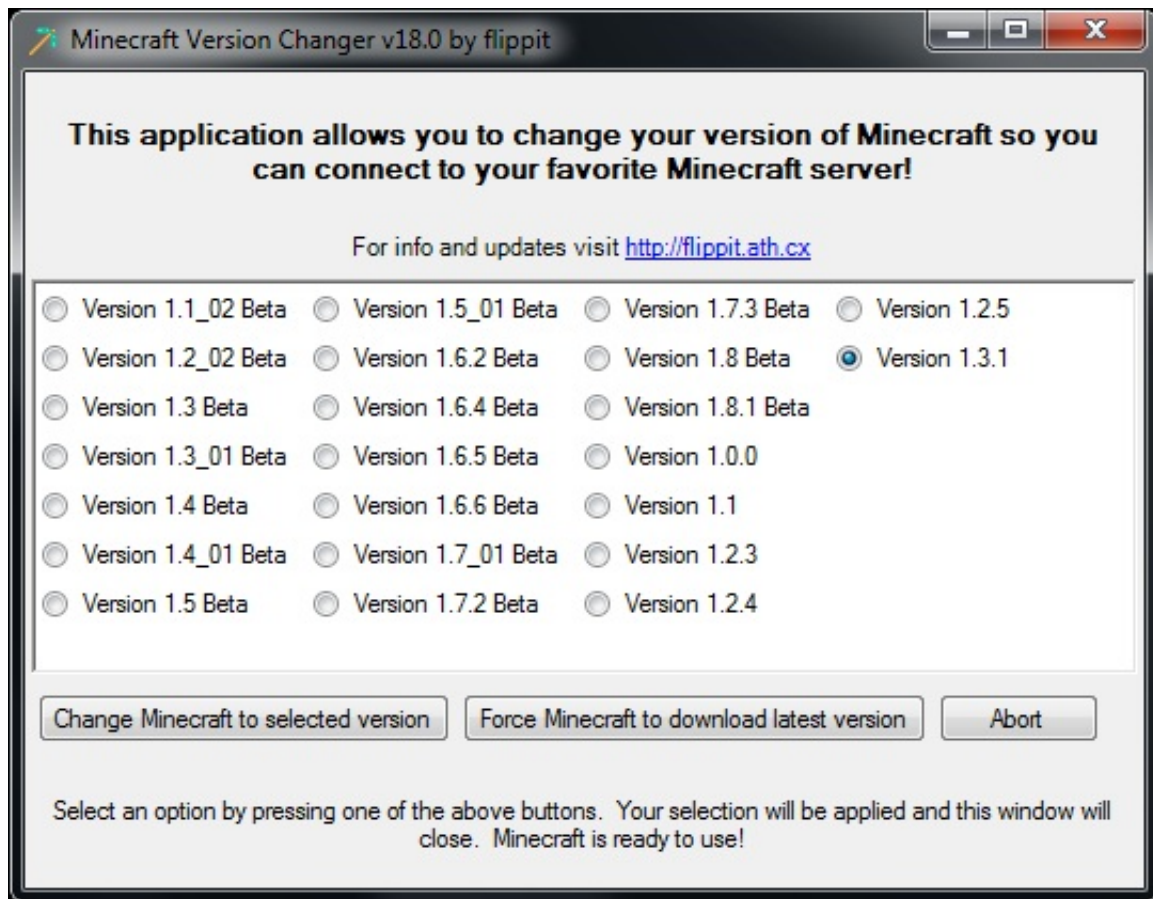 Minecraft Version Changer v18.0 by flippit
This application allows you to change your version of Minecraft so you
can connect to your favorite Minecraft server!
For info and updates visit http://flippit.ath.cx
Version 1.1_02 Beta
Version 1.2_02 Beta
Version 1.3 Beta
Version 1.3_01 Beta
Version 1.4 Beta
Version 1.4_01 Beta
Version 1.5 Beta
Version 1.5_01 Beta
Version 1.6.2 Beta
Version 1.6.4 Beta
Version 1.6.5 Beta
Version 1.6.6 Beta
Version 1.7_01 Beta
Version 1.7.2 Beta
Version 1.7.3 Beta
Version 1.8 Beta
Version 1.8.1 Beta
Version 1.0.0
Version 1.1
Version 1.2.3
Version 1.2.4
Version 1.2.5
Version 1.3.1
Change Minecraft to selected version
Force Minecraft to download latest version
Abort
Select an option by pressing one of the above buttons.  Your selection will be applied and this window will
close.  Minecraft is ready to use!